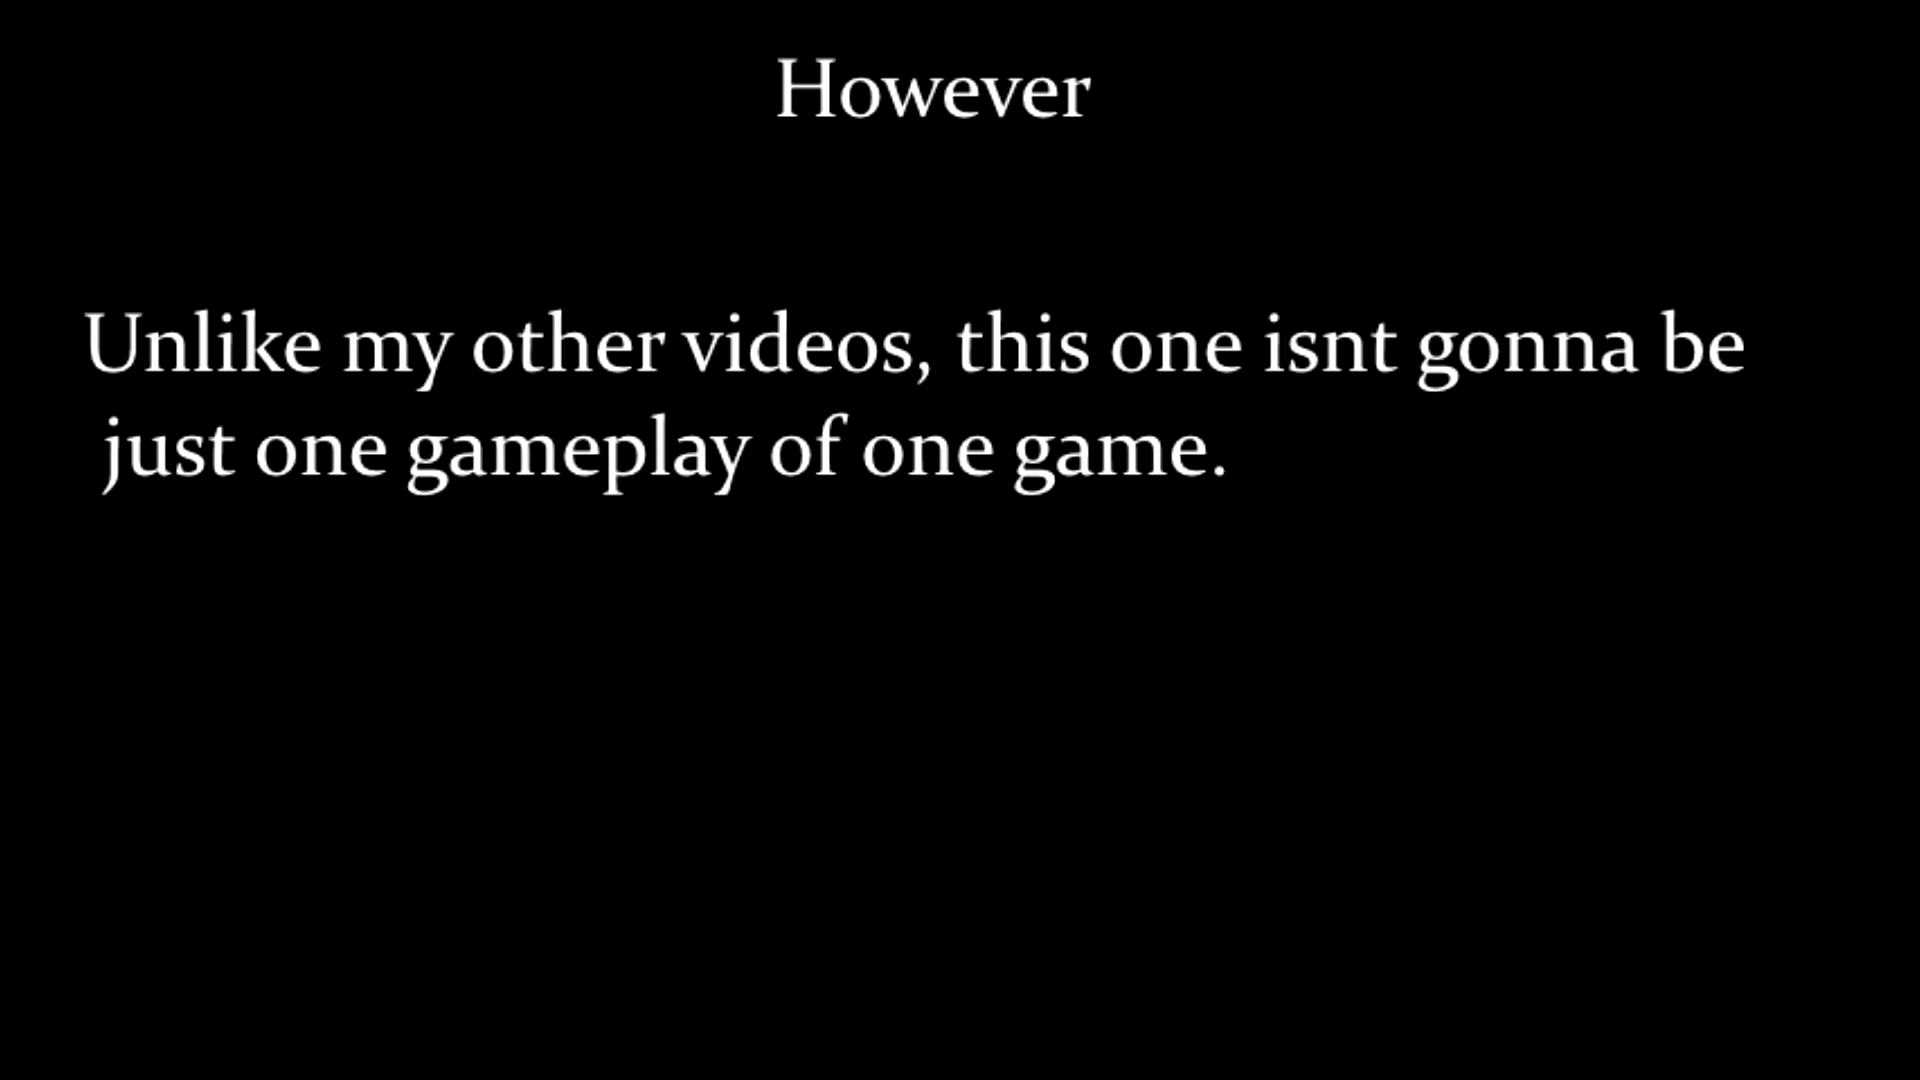 However
Unlike my other videos, this one isnt gonna be
just one gameplay of one game.